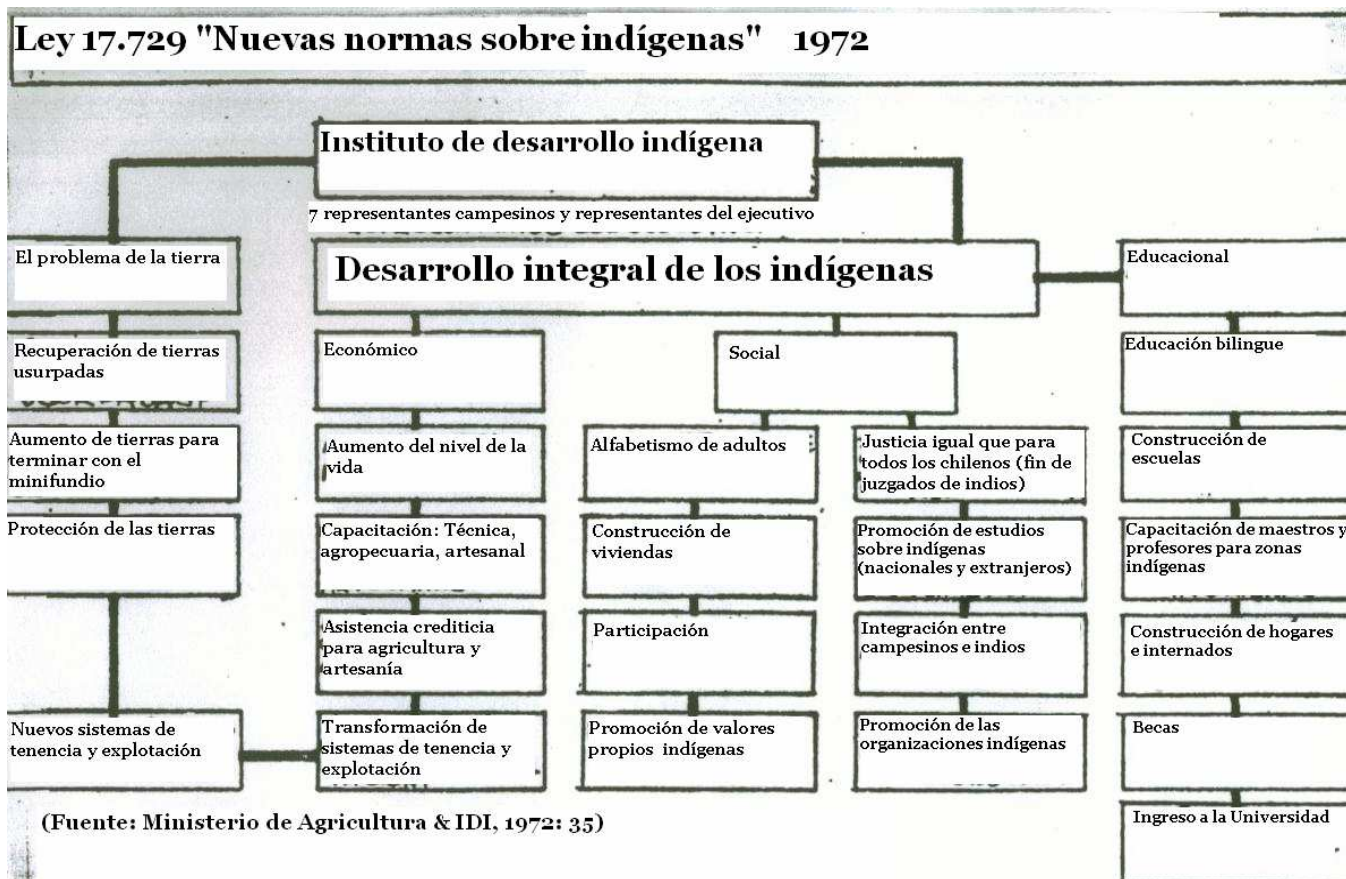 Ley 17.729 "Nuevas normas sobre indígenas" 1972
Instituto de desarrollo indígena
7 representantes campesinos y representantes del ejecutivo
El problema de la tierra
Recuperación de tierras
usurpadas
Aumento de tierras para
terminar con el
minifundio
Protección de las tierras
Nuevos sistemas de
tenencia y explotación
Desarrollo integral de los indígenas
Económico
Aumento del nivel de la
vida
Capacitación: Técnica,
agropecuaria, artesanal
Asistencia crediticia
para agricultura y
artesanía
Transformación de
sistemas de tenencia y
explotación
Social
Alfabetismo de adultos
Construcción de
viviendas
Participación
Promoción de valores
propios indígenas
Justicia igual que para
todos los chilenos (fin de
juzgados de indios)
Promoción de estudios
sobre indígenas
(nacionales y extranjeros)
Integración entre
campesinos e indios
Promoción de las
organizaciones indígenas
Educacional
Educación bilingue
Construcción de
escuelas
Capacitación de maestros y
profesores para zonas
indígenas
Construcción de hogares
e internados
Becas
Ingreso a la Universidad
(Fuente: Ministerio de Agricultura & IDI, 1972: 35)